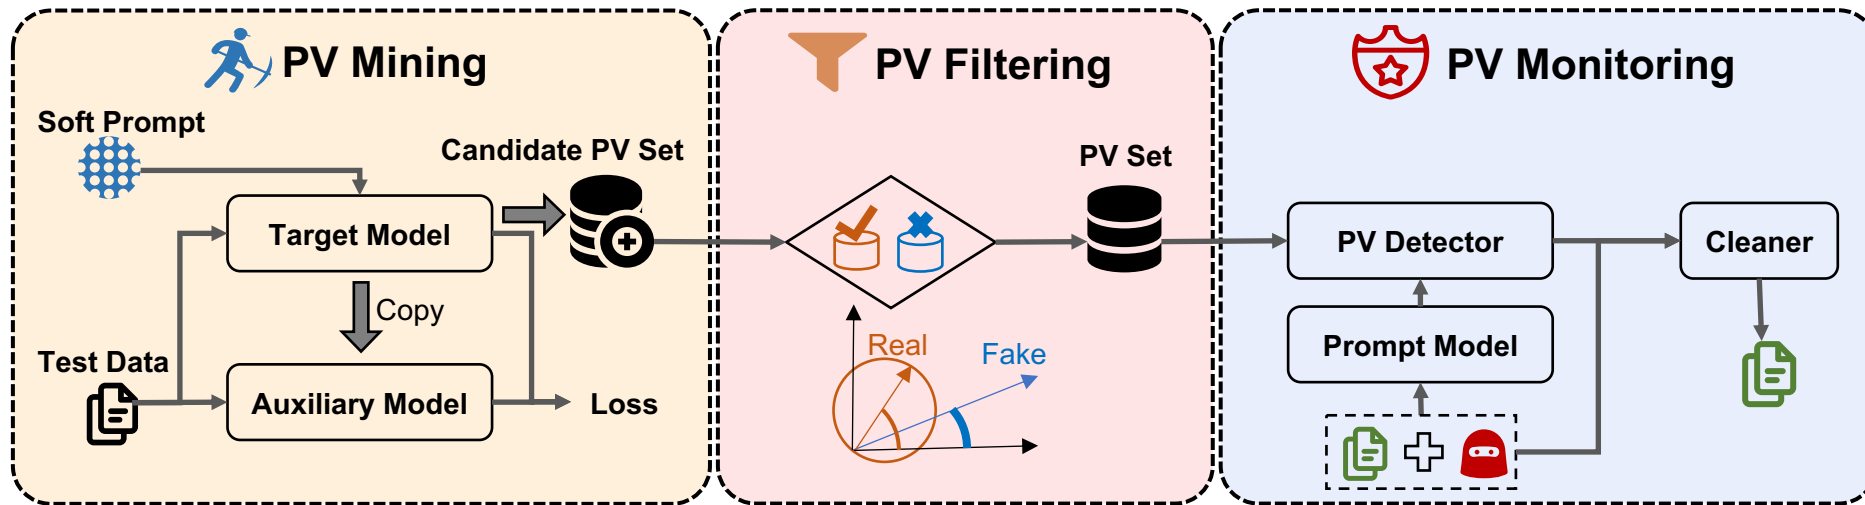 PV Mining
Soft Prompt
Candidate PV Set
Target Model
Copy
Test Data
Auxiliary Model
Loss
PV Filtering
PV Set
Real
Fake
PV Monitoring
PV Detector
Cleaner
Prompt Model